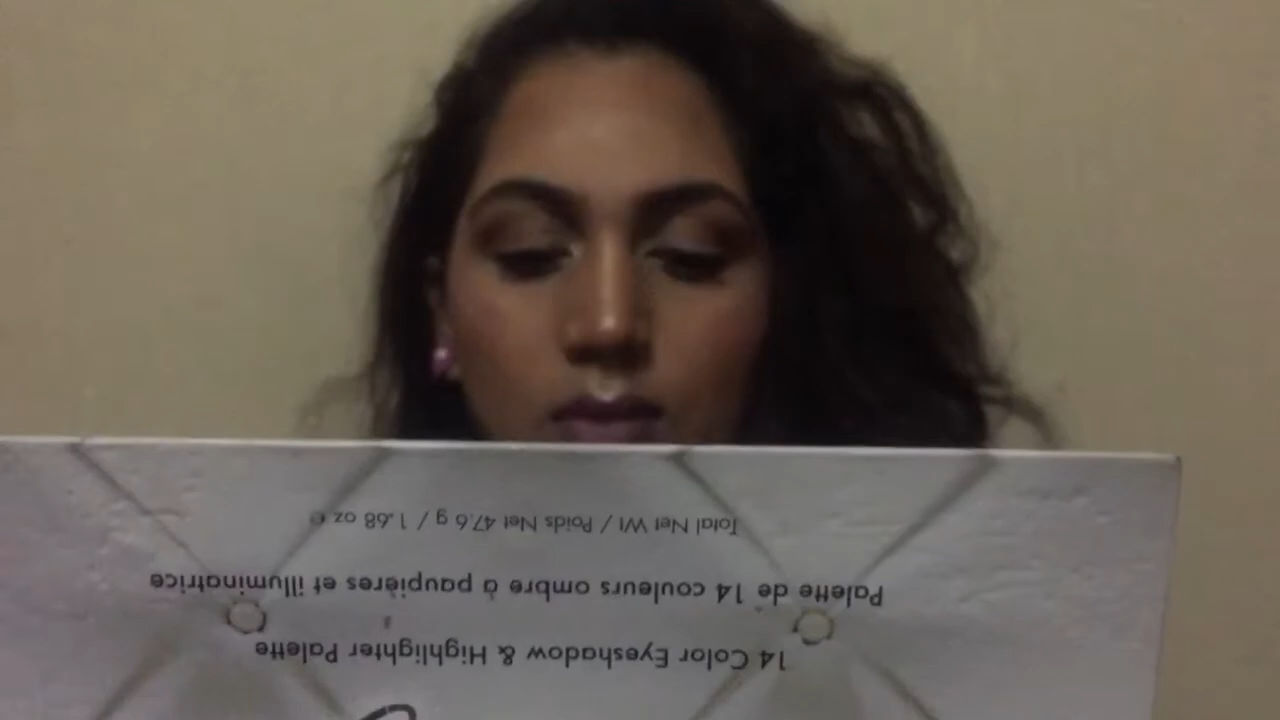 14 Color Eyeshadow & Highlighter Palette
Palette de 14 couleurs ombre à paupières et illuminatrice
Total Net Wt / Poids Net 47.6 g / 1.68 oz e